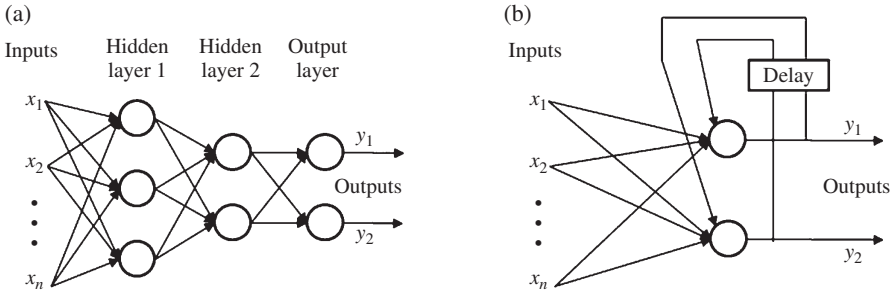 (a)
Inputs
Hidden layer 1
Hidden layer 2
Output layer
x1
x2
xn
y1
Outputs
y2
(b)
Inputs
Delay
x1
x2
xn
y1
Outputs
y2